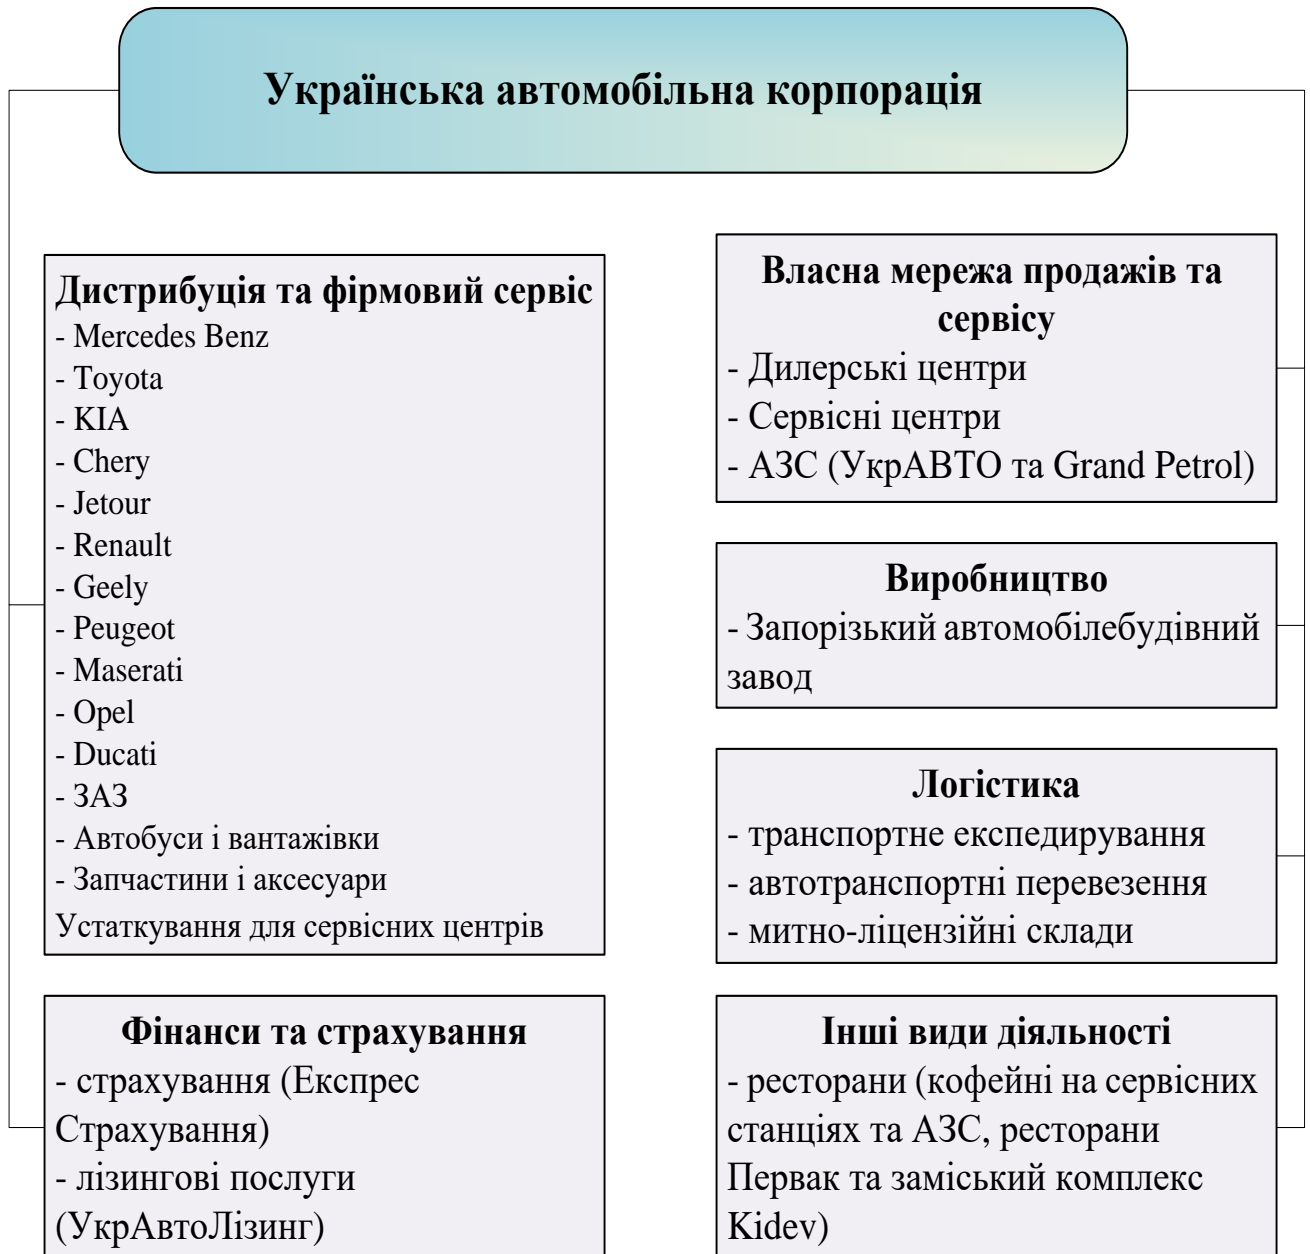 Українська автомобільна корпорація
Дистрибуція та фірмовий сервіс
- Mercedes Benz
- Toyota
- KIA
- Chery
- Jetour
- Renault
- Geely
- Peugeot
- Maserati
- Opel
- Ducati
- ЗАЗ
- Автобуси і вантажівки
- Запчастини і аксесуари
Устаткування для сервісних центрів
Фінанси та страхування
- страхування (Експрес
Страхування)
- лізингові послуги
(УкрАвтоЛізинг)
Власна мережа продажів та
сервісу
- Дилерські центри
- Сервісні центри
- АЗС (УкрАВТО та Grand Petrol)
Виробництво
- Запорізький автомобілебудівний
завод
Логістика
- транспортне експедирування
- автотранспортні перевезення
- митно-ліцензійні склади
Інші види діяльності
- ресторани (кофейні на сервісних
станціях та АЗС, ресторани
Первак та заміський комплекс
Kidev)